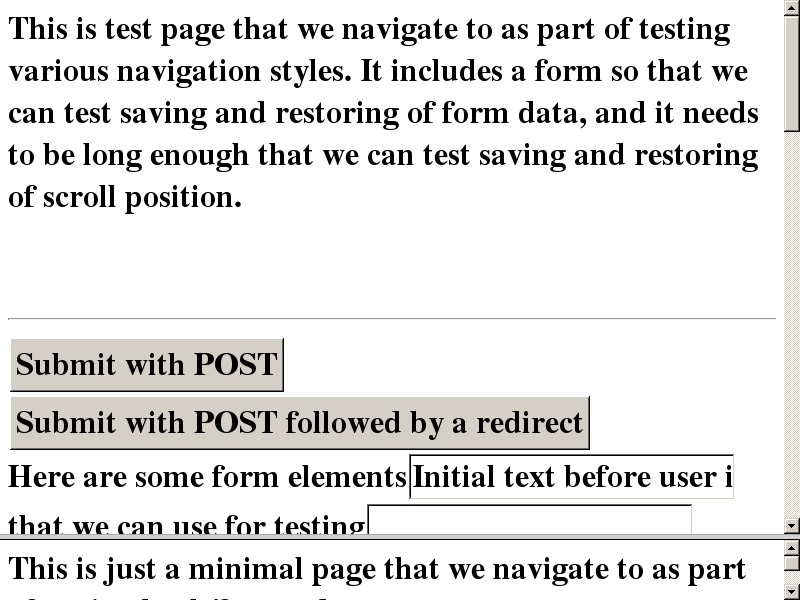 This is test page that we navigate to as part of testing
various navigation styles. It includes a form so that we
can test saving and restoring of form data, and it needs
to be long enough that we can test saving and restoring
of scroll position.
Submit with POST
Submit with POST followed by a redirect
Here are some form elements Initial text before user i
that we can use for testing
This is just a minimal page that we navigate to as part